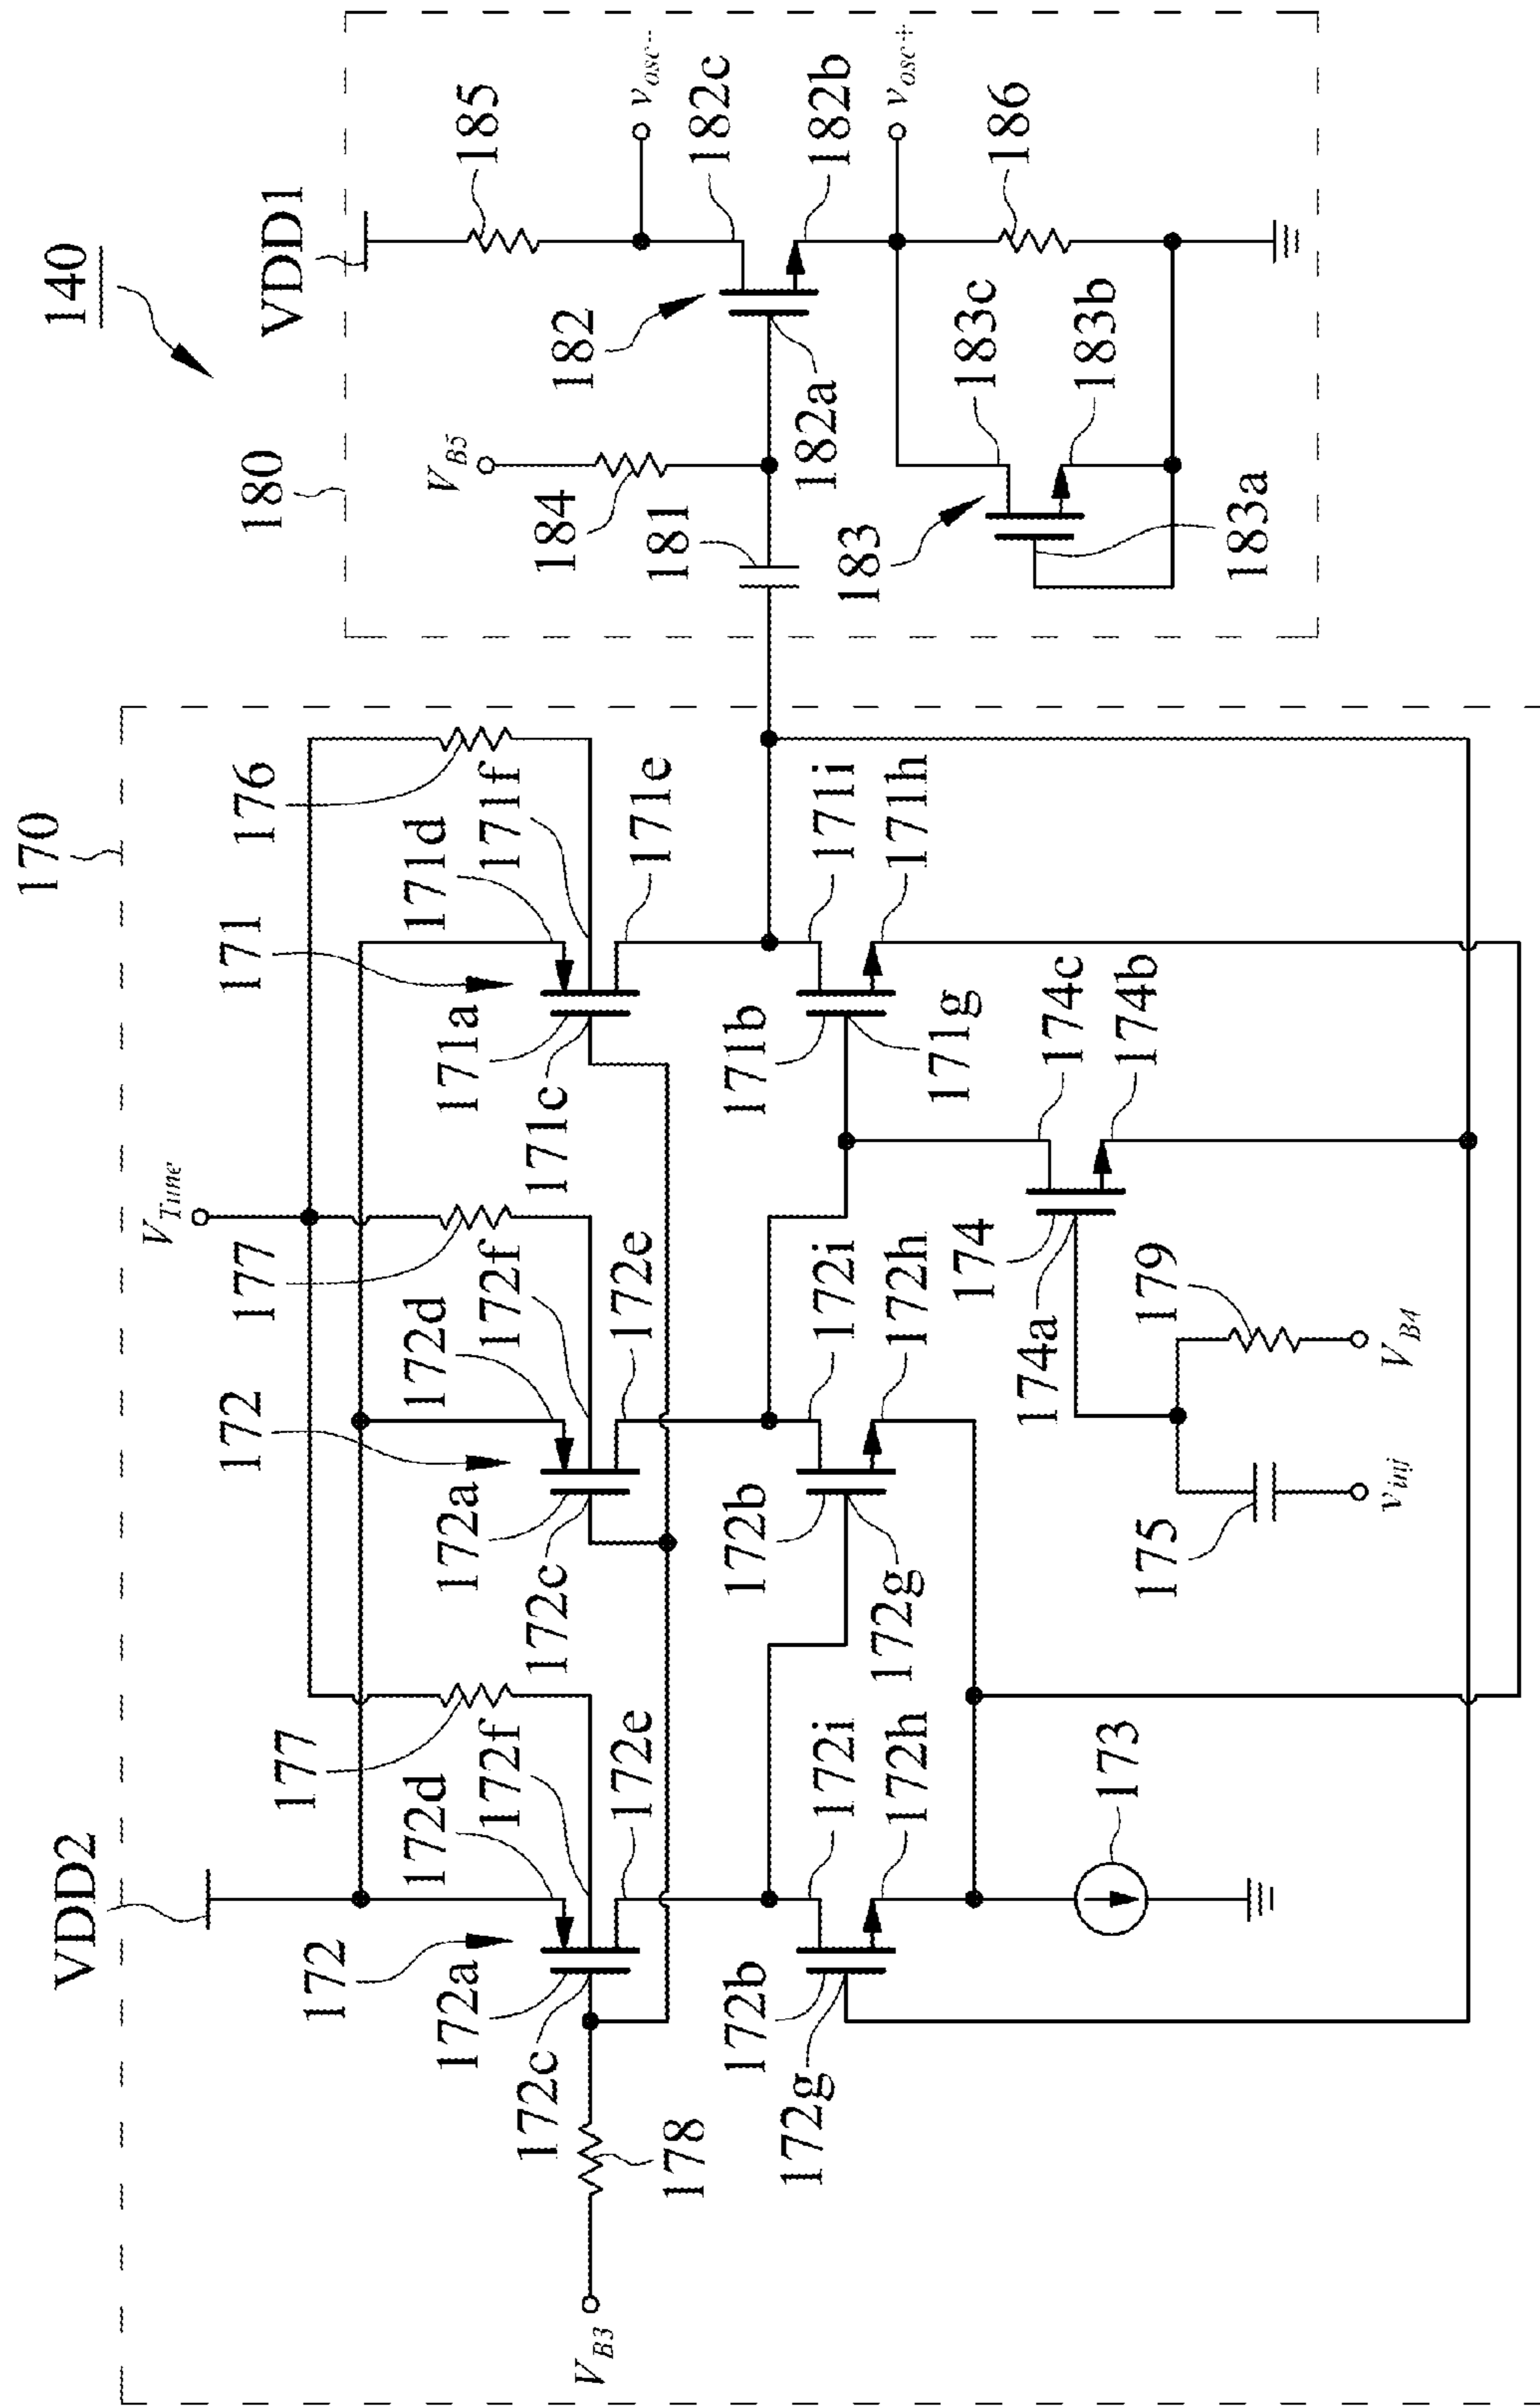 140
170
180
VDD2
V_Tune
VDD1
172
177
172
177
171
176
V_B5
185
172a
172d
172f
172a
172d
172f
171a
171d
171f
184
181
182
v_osc-
172c
172e
172c
172e
171c
171e
182c
V_B3
178
182a
182b
172b
172i
172b
172i
171b
171i
183
183c
v_osc+
172g
172h
172g
172h
171g
171h
183b
186
183a
173
174
174c
174a
174b
175
179
v_inj
V_B4